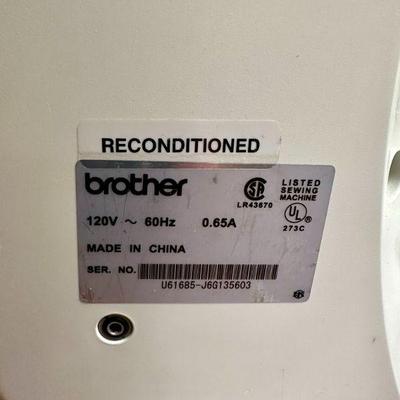 RECONDITIONED
brother
120V ~ 60Hz 0.65A
MADE IN CHINA
SER. NO.
U61685-J6G135603
LR43670
LISTED
SEWING
MACHINE
UL
273C